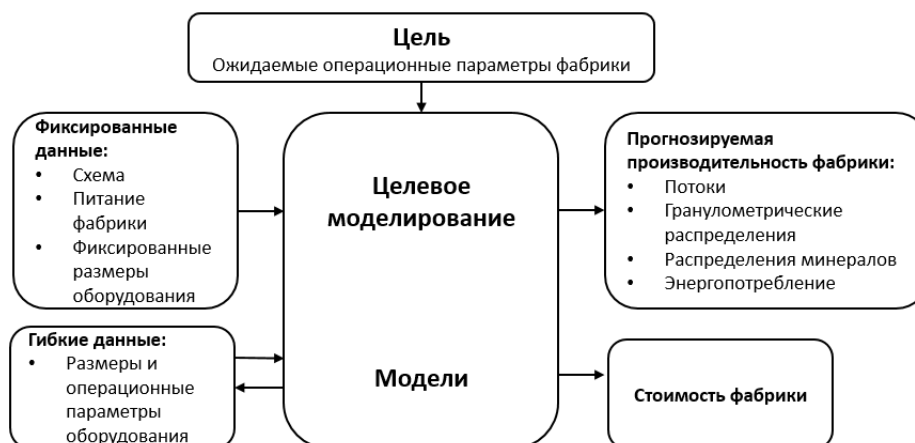 Цель
Ожидаемые операционные параметры фабрики
Фиксированные
данные:
• Схема
• Питание
фабрики
• Фиксированные
размеры
оборудования
Целевое
моделирование
Прогнозируемая
производительность фабрики:
• Потоки
• Гранулометрические
распределения
• Распределения минералов
• Энергопотребление
Гибкие данные:
• Размеры и
операционные
параметры
оборудования
Модели
Стоимость фабрики